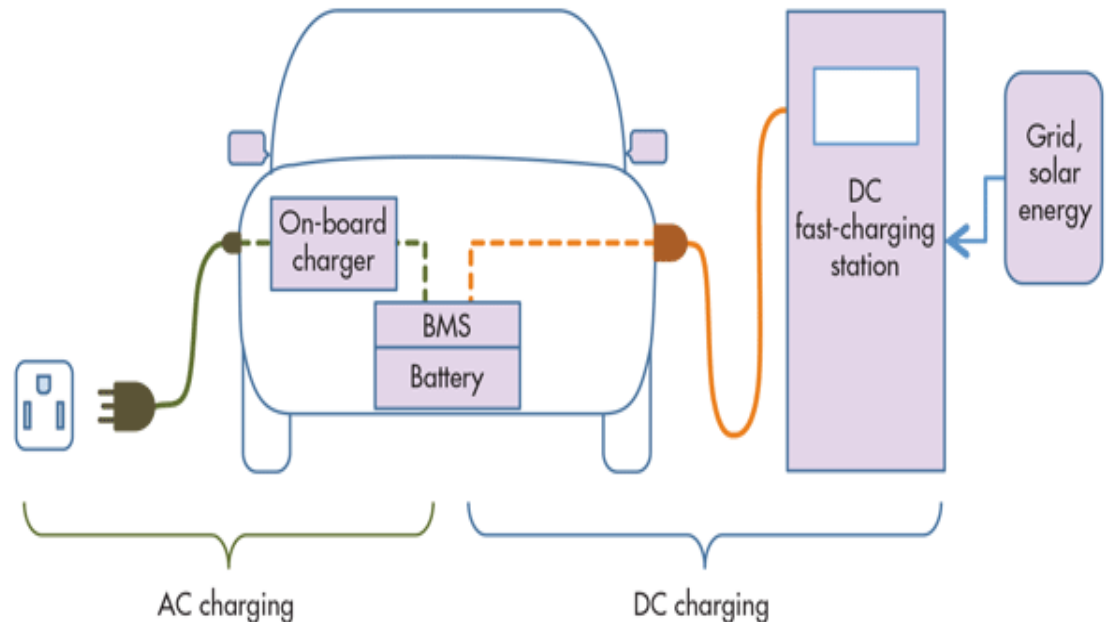 On-board
charger
BMS
Battery
DC
fast-charging
station
Grid,
solar
energy
AC charging
DC charging